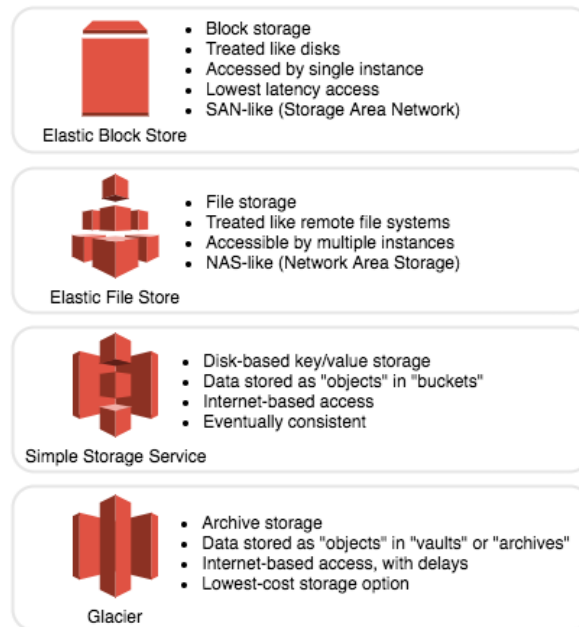 • Block storage
• Treated like disks
• Accessed by single instance
• Lowest latency access
• SAN-like (Storage Area Network)
Elastic Block Store
• File storage
• Treated like remote file systems
• Accessible by multiple instances
• NAS-like (Network Area Storage)
Elastic File Store
• Disk-based key/value storage
• Data stored as "objects" in "buckets"
• Internet-based access
• Eventually consistent
Simple Storage Service
• Archive storage
• Data stored as "objects" in "vaults" or "archives"
• Internet-based access, with delays
• Lowest-cost storage option
Glacier